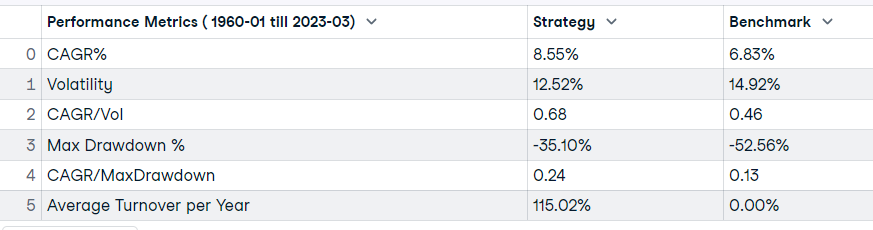 Performance Metrics ( 1960-01 till 2023-03) Strategy Benchmark
0 CAGR% 8.55% 6.83%
1 Volatility 12.52% 14.92%
2 CAGR/Vol 0.68 0.46
3 Max Drawdown % -35.10% -52.56%
4 CAGR/MaxDrawdown 0.24 0.13
5 Average Turnover per Year 115.02% 0.00%